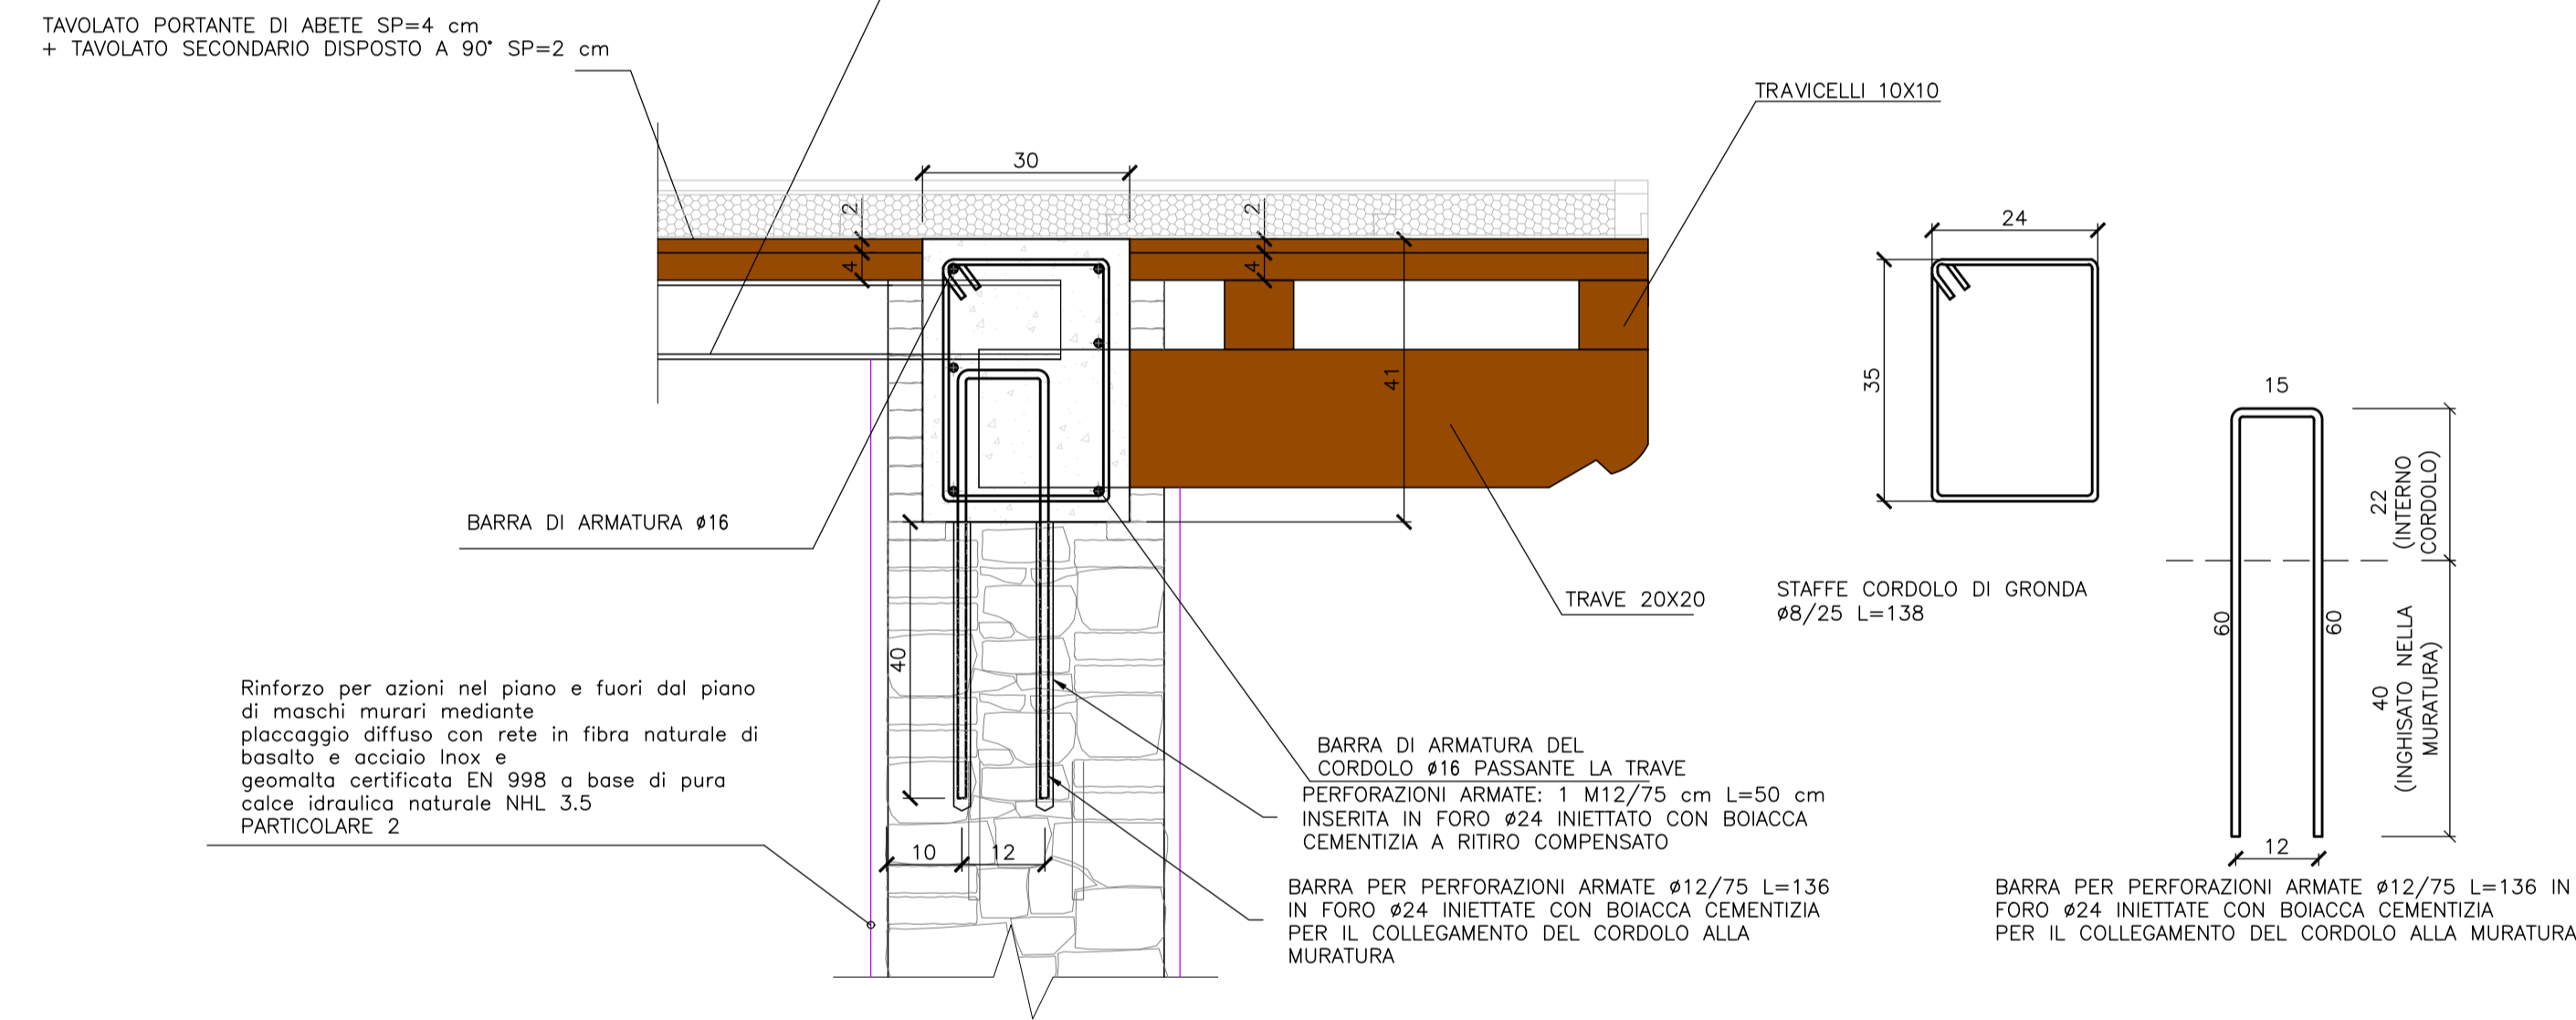 TAVOLATO PORTANTE DI ABETE SP=4 cm
+ TAVOLATO SECONDARIO DISPOSTO A 90° SP=2 cm
TRAVICELLI 10X10
30
2
4
2
4
41
24
35
15
22
(INTERNO
CORDOLO)
60
60
40
(INGHISATO NELLA
MURATURA)
12
BARRA DI ARMATURA ø16
TRAVE 20X20
STAFFE CORDOLO DI GRONDA
ø8/25 L=138
40
10
12
Rinforzo per azioni nel piano e fuori dal piano
di maschi murari mediante
placcaggio diffuso con rete in fibra naturale di
basalto e acciaio Inox e
geomalta certificata EN 998 a base di pura
calce idraulica naturale NHL 3.5
PARTICOLARE 2
BARRA DI ARMATURA DEL
CORDOLO ø16 PASSANTE LA TRAVE
PERFORAZIONI ARMATE: 1 M12/75 cm L=50 cm
INSERITA IN FORO ø24 INIETTATO CON BOIACCA
CEMENTIZIA A RITIRO COMPENSATO
BARRA PER PERFORAZIONI ARMATE ø12/75 L=136
IN FORO ø24 INIETTATE CON BOIACCA CEMENTIZIA
PER IL COLLEGAMENTO DEL CORDOLO ALLA
MURATURA
BARRA PER PERFORAZIONI ARMATE ø12/75 L=136 IN
FORO ø24 INIETTATE CON BOIACCA CEMENTIZIA
PER IL COLLEGAMENTO DEL CORDOLO ALLA MURATURA